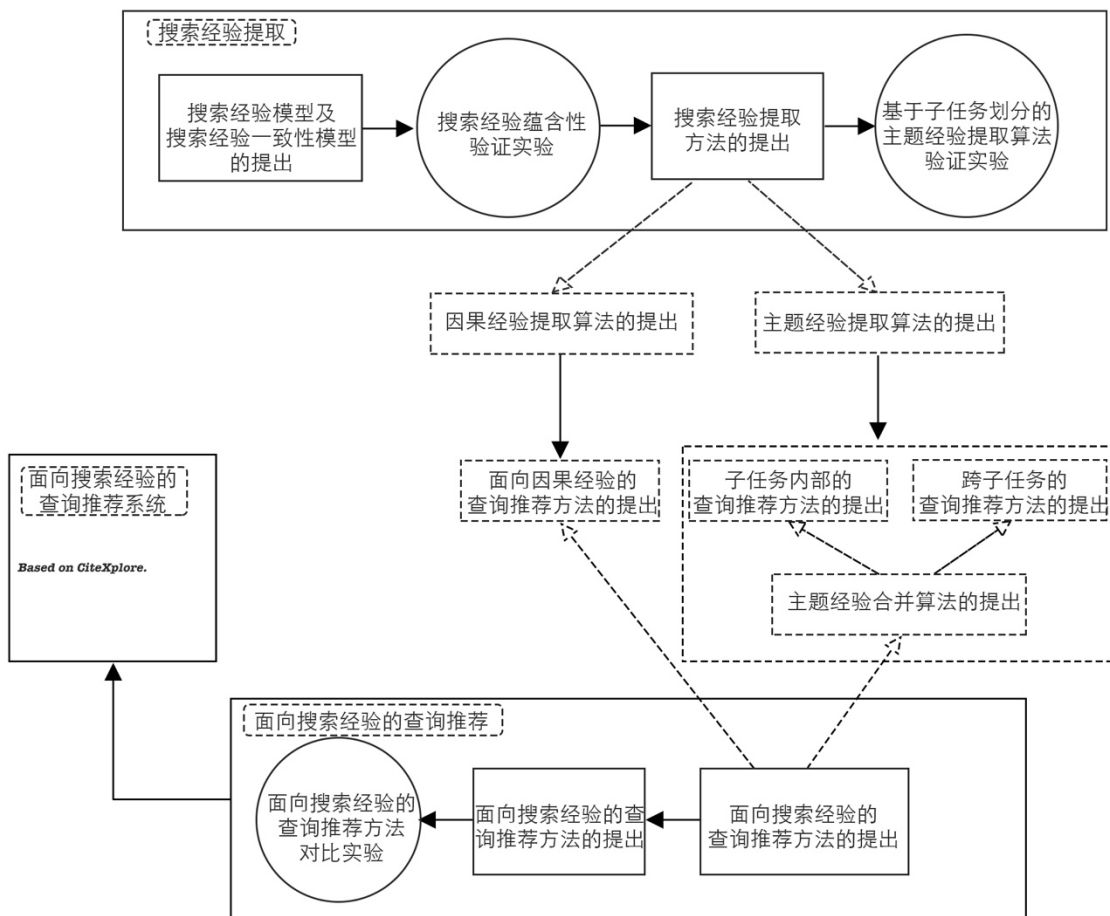 搜索经验提取
搜索经验模型及
搜索经验一致性模型
的提出
搜索经验蕴含性
验证实验
搜索经验提取
方法的提出
基于子任务划分的
主题经验提取算法
验证实验
因果经验提取算法的提出
主题经验提取算法的提出
面向因果经验的
查询推荐方法的提出
子任务内部的
查询推荐方法的提出
跨子任务的
查询推荐方法的提出
主题经验合并算法的提出
面向搜索经验的
查询推荐系统
Based on CiteXplore.
面向搜索经验的查询推荐
面向搜索经验的
查询推荐方法
对比实验
面向搜索经验的查
询推荐方法的提出
面向搜索经验的
查询推荐方法的提出